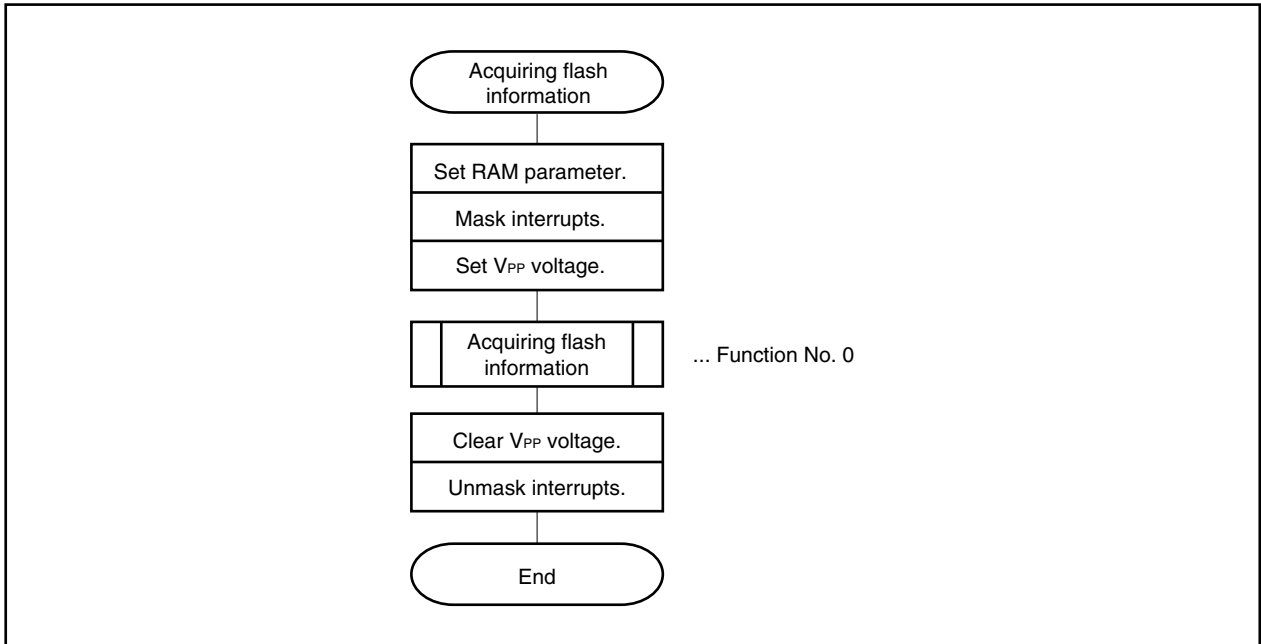 Acquiring flash
information
Set RAM parameter.
Mask interrupts.
Set VPP voltage.
Acquiring flash
information
... Function No. 0
Clear VPP voltage.
Unmask interrupts.
End